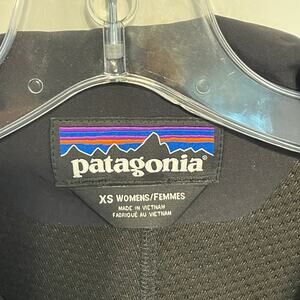 patagonia®
XS WOMENS/FEMMES
MADE IN VIETNAM
FABRIQUÉ AU VIETNAM